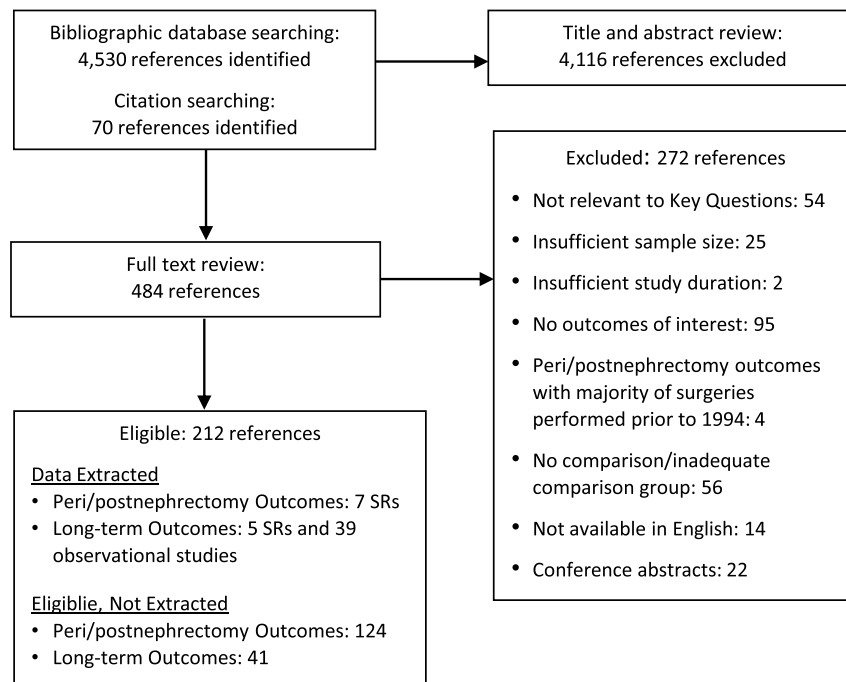 Bibliographic database searching:
4,530 references identified
Citation searching:
70 references identified
Title and abstract review:
4,116 references excluded
Full text review:
484 references
Excluded: 272 references
• Not relevant to Key Questions: 54
• Insufficient sample size: 25
• Insufficient study duration: 2
• No outcomes of interest: 95
• Peri/postnephrectomy outcomes
with majority of surgeries
performed prior to 1994: 4
• No comparison/inadequate
comparison group: 56
• Not available in English: 14
• Conference abstracts: 22
Eligible: 212 references
Data Extracted
• Peri/postnephrectomy Outcomes: 7 SRs
• Long-term Outcomes: 5 SRs and 39
observational studies
Eligiblie, Not Extracted
• Peri/postnephrectomy Outcomes: 124
• Long-term Outcomes: 41